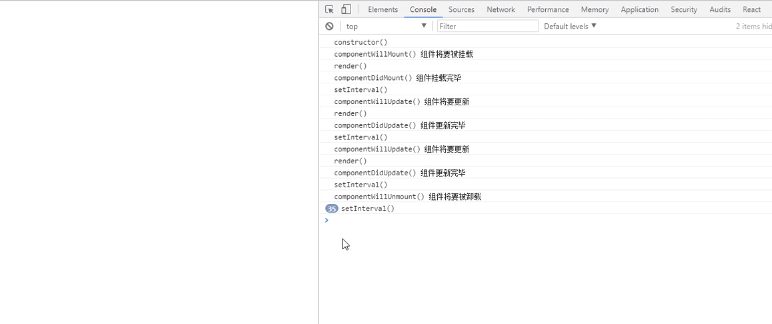 Elements Console Sources Network Performance Memory Application Security Audits React
top Filter Default levels 2 items hid
constructor()
componentWillMount() 组件将要被挂载
render()
componentDidMount() 组件挂载完毕
setInterval()
componentWillUpdate() 组件将要更新
render()
componentDidUpdate() 组件更新完毕
setInterval()
componentWillUpdate() 组件将要更新
render()
componentDidUpdate() 组件更新完毕
setInterval()
componentWillUnmount() 组件将要被卸载
35 setInterval()